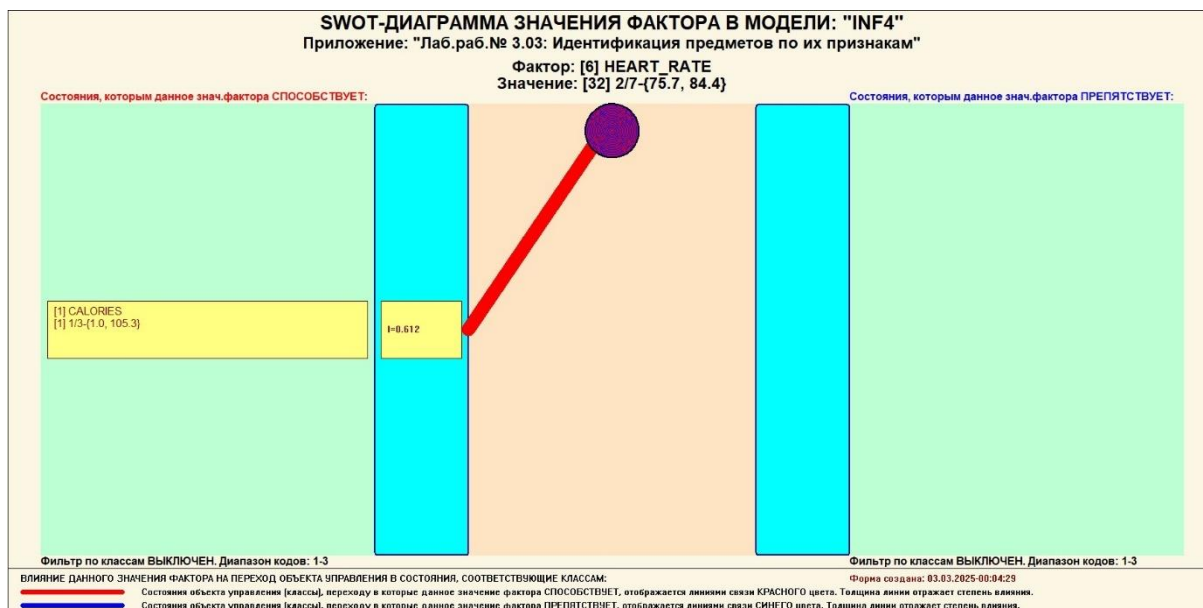 SWOT-ДИАГРАММА ЗНАЧЕНИЯ ФАКТОРА В МОДЕЛИ: "INF4"
Приложение: "Лаб.раб.№ 3.03: Идентификация предметов по их признакам"
Фактор: [6] HEART_RATE
Значение: [32] 2/7-{75.7, 84.4}
Состояния, которым данное знач.фактора СПОСОБСТВУЕТ:
Состояния, которым данное знач.фактора ПРЕПЯТСТВУЕТ:
[1] CALORIES
[1] 1/3-{1.0, 105.3}
I=0.612
Фильтр по классам ВЫКЛЮЧЕН. Диапазон кодов: 1-3
Фильтр по классам ВЫКЛЮЧЕН. Диапазон кодов: 1-3
ВЛИЯНИЕ ДАННОГО ЗНАЧЕНИЯ ФАКТОРА НА ПЕРЕХОД ОБЪЕКТА УПРАВЛЕНИЯ В СОСТОЯНИЯ, СООТВЕТСТВУЮЩИЕ КЛАССАМ:
Форма создана: 03.03.2025-00:04:29
Состояния объекта управления (классы), переходу в которые данное значение фактора СПОСОБСТВУЕТ, отображается линиями связи КРАСНОГО цвета. Толщина линии отражает степень влияния.
Состояния объекта управления (классы), переходу в которые данное значение фактора ПРЕПЯТСТВУЕТ, отображается линиями связи СИНЕГО цвета. Толщина линии отражает степень влияния.